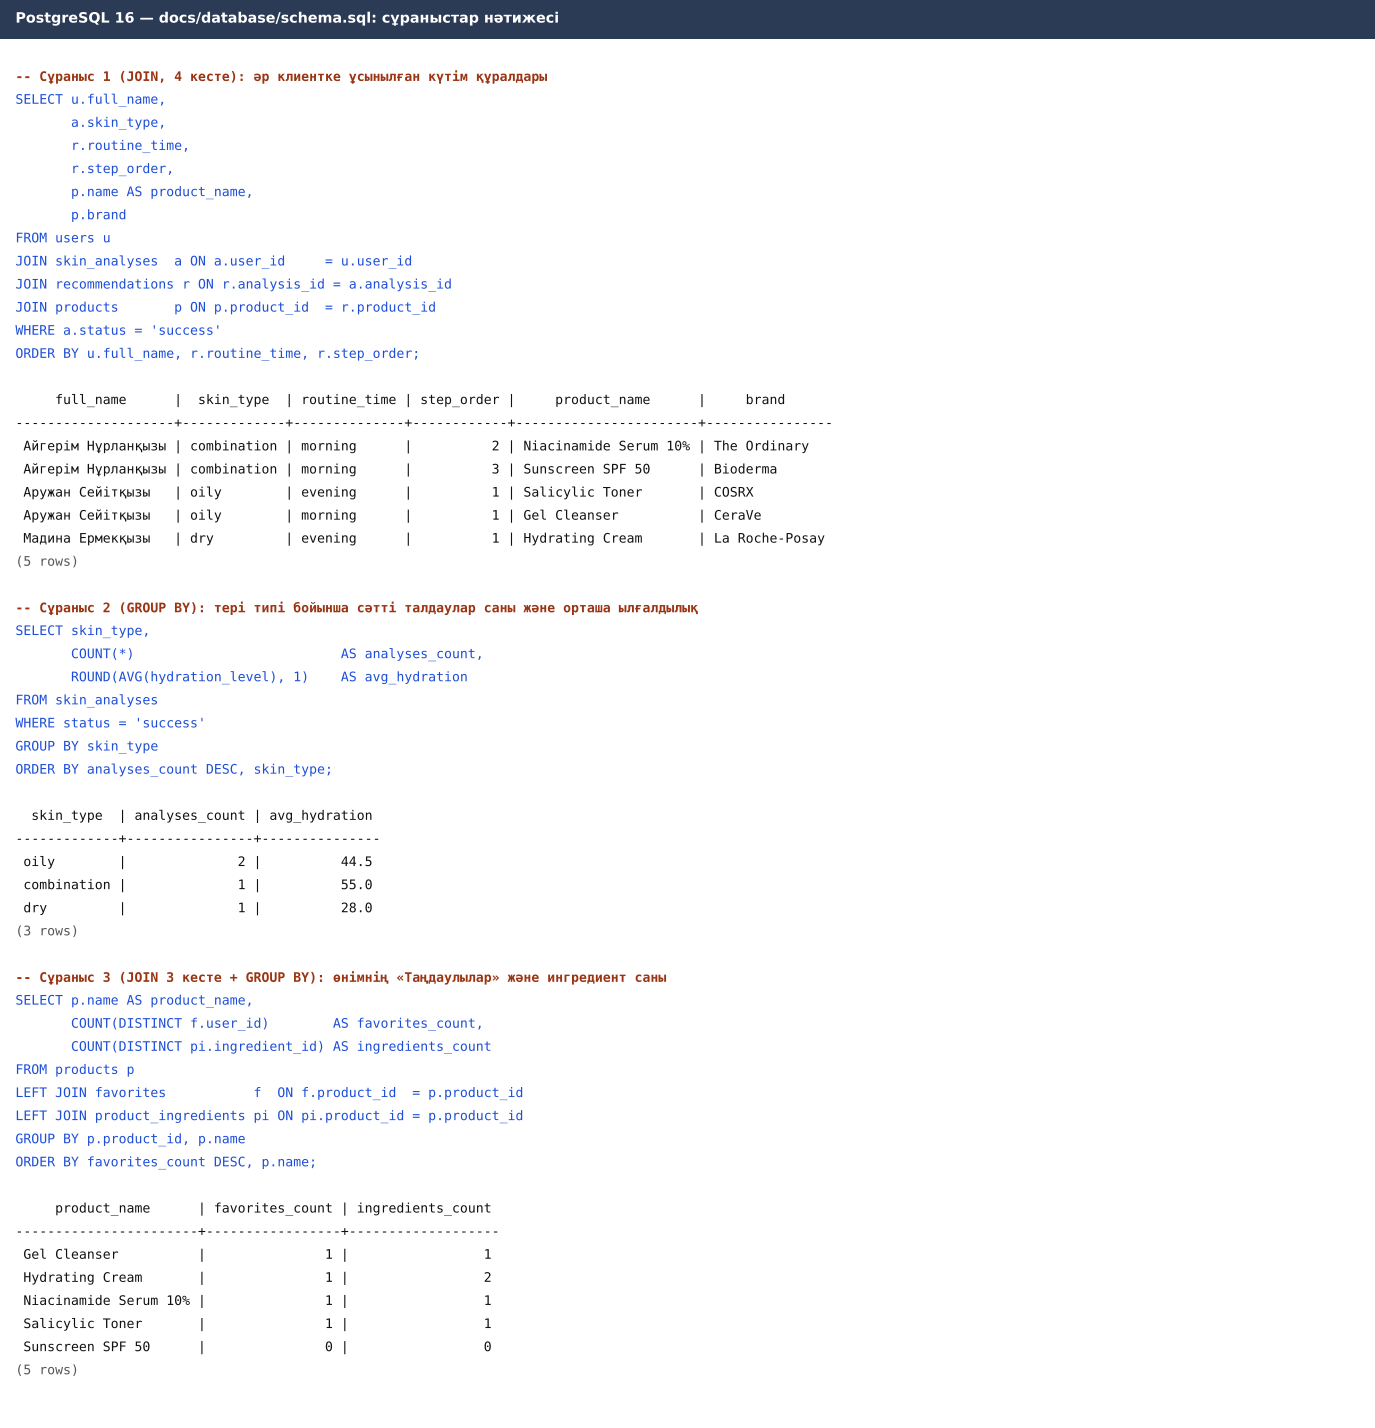 PostgreSQL 16 — docs/database/schema.sql: сұраныстар нәтижесі
-- Сұраныс 1 (JOIN, 4 кесте): әр клиентке ұсынылған күтім құралдары
SELECT u.full_name,
       a.skin_type,
       r.routine_time,
       r.step_order,
       p.name AS product_name,
       p.brand
FROM users u
JOIN skin_analyses  a ON a.user_id     = u.user_id
JOIN recommendations r ON r.analysis_id = a.analysis_id
JOIN products       p ON p.product_id  = r.product_id
WHERE a.status = 'success'
ORDER BY u.full_name, r.routine_time, r.step_order;
     full_name      |  skin_type  | routine_time | step_order |     product_name      |     brand
--------------------+-------------+--------------+------------+-----------------------+----------------
 Айгерім Нұрланқызы | combination | morning      |          2 | Niacinamide Serum 10% | The Ordinary
 Айгерім Нұрланқызы | combination | morning      |          3 | Sunscreen SPF 50      | Bioderma
 Аружан Сейітқызы   | oily        | evening      |          1 | Salicylic Toner       | COSRX
 Аружан Сейітқызы   | oily        | morning      |          1 | Gel Cleanser          | CeraVe
 Мадина Ермекқызы   | dry         | evening      |          1 | Hydrating Cream       | La Roche-Posay
(5 rows)
-- Сұраныс 2 (GROUP BY): тері типі бойынша сәтті талдаулар саны және орташа ылғалдылық
SELECT skin_type,
       COUNT(*)                          AS analyses_count,
       ROUND(AVG(hydration_level), 1)    AS avg_hydration
FROM skin_analyses
WHERE status = 'success'
GROUP BY skin_type
ORDER BY analyses_count DESC, skin_type;
  skin_type  | analyses_count | avg_hydration
-------------+----------------+---------------
 oily        |              2 |          44.5
 combination |              1 |          55.0
 dry         |              1 |          28.0
(3 rows)
-- Сұраныс 3 (JOIN 3 кесте + GROUP BY): өнімнің «Таңдаулылар» және ингредиент саны
SELECT p.name AS product_name,
       COUNT(DISTINCT f.user_id)        AS favorites_count,
       COUNT(DISTINCT pi.ingredient_id) AS ingredients_count
FROM products p
LEFT JOIN favorites           f  ON f.product_id  = p.product_id
LEFT JOIN product_ingredients pi ON pi.product_id = p.product_id
GROUP BY p.product_id, p.name
ORDER BY favorites_count DESC, p.name;
     product_name      | favorites_count | ingredients_count
-----------------------+-----------------+-------------------
 Gel Cleanser          |               1 |                 1
 Hydrating Cream       |               1 |                 2
 Niacinamide Serum 10% |               1 |                 1
 Salicylic Toner       |               1 |                 1
 Sunscreen SPF 50      |               0 |                 0
(5 rows)